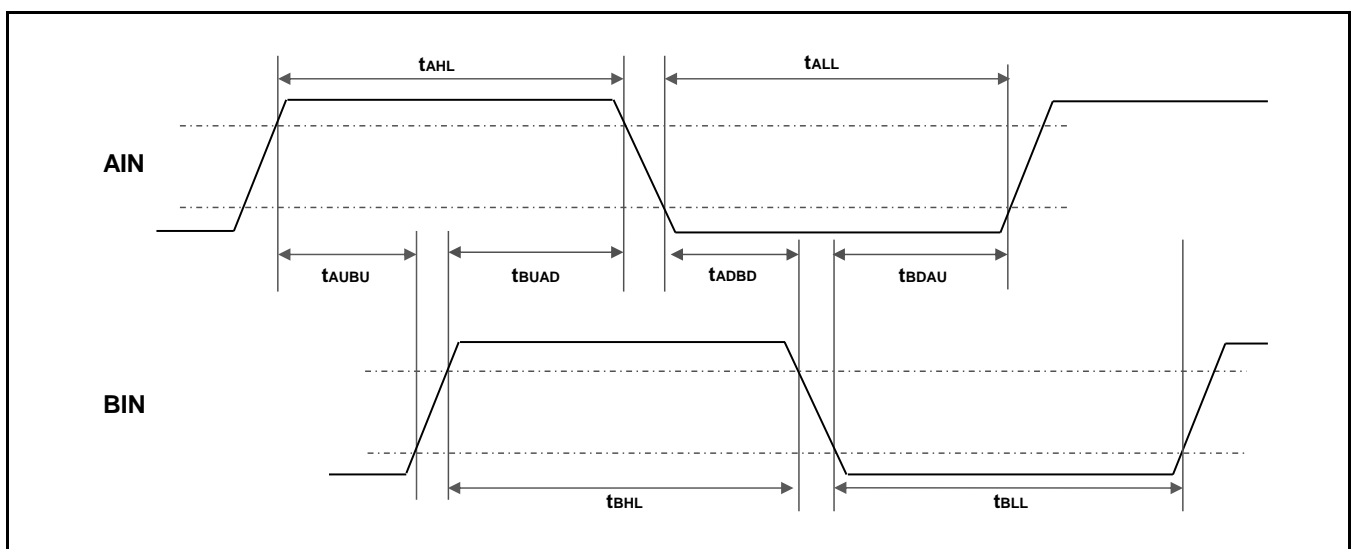 tAHL
tALL
AIN
tAUBU
tBUAD
tADBD
tBDAU
BIN
tBHL
tBLL